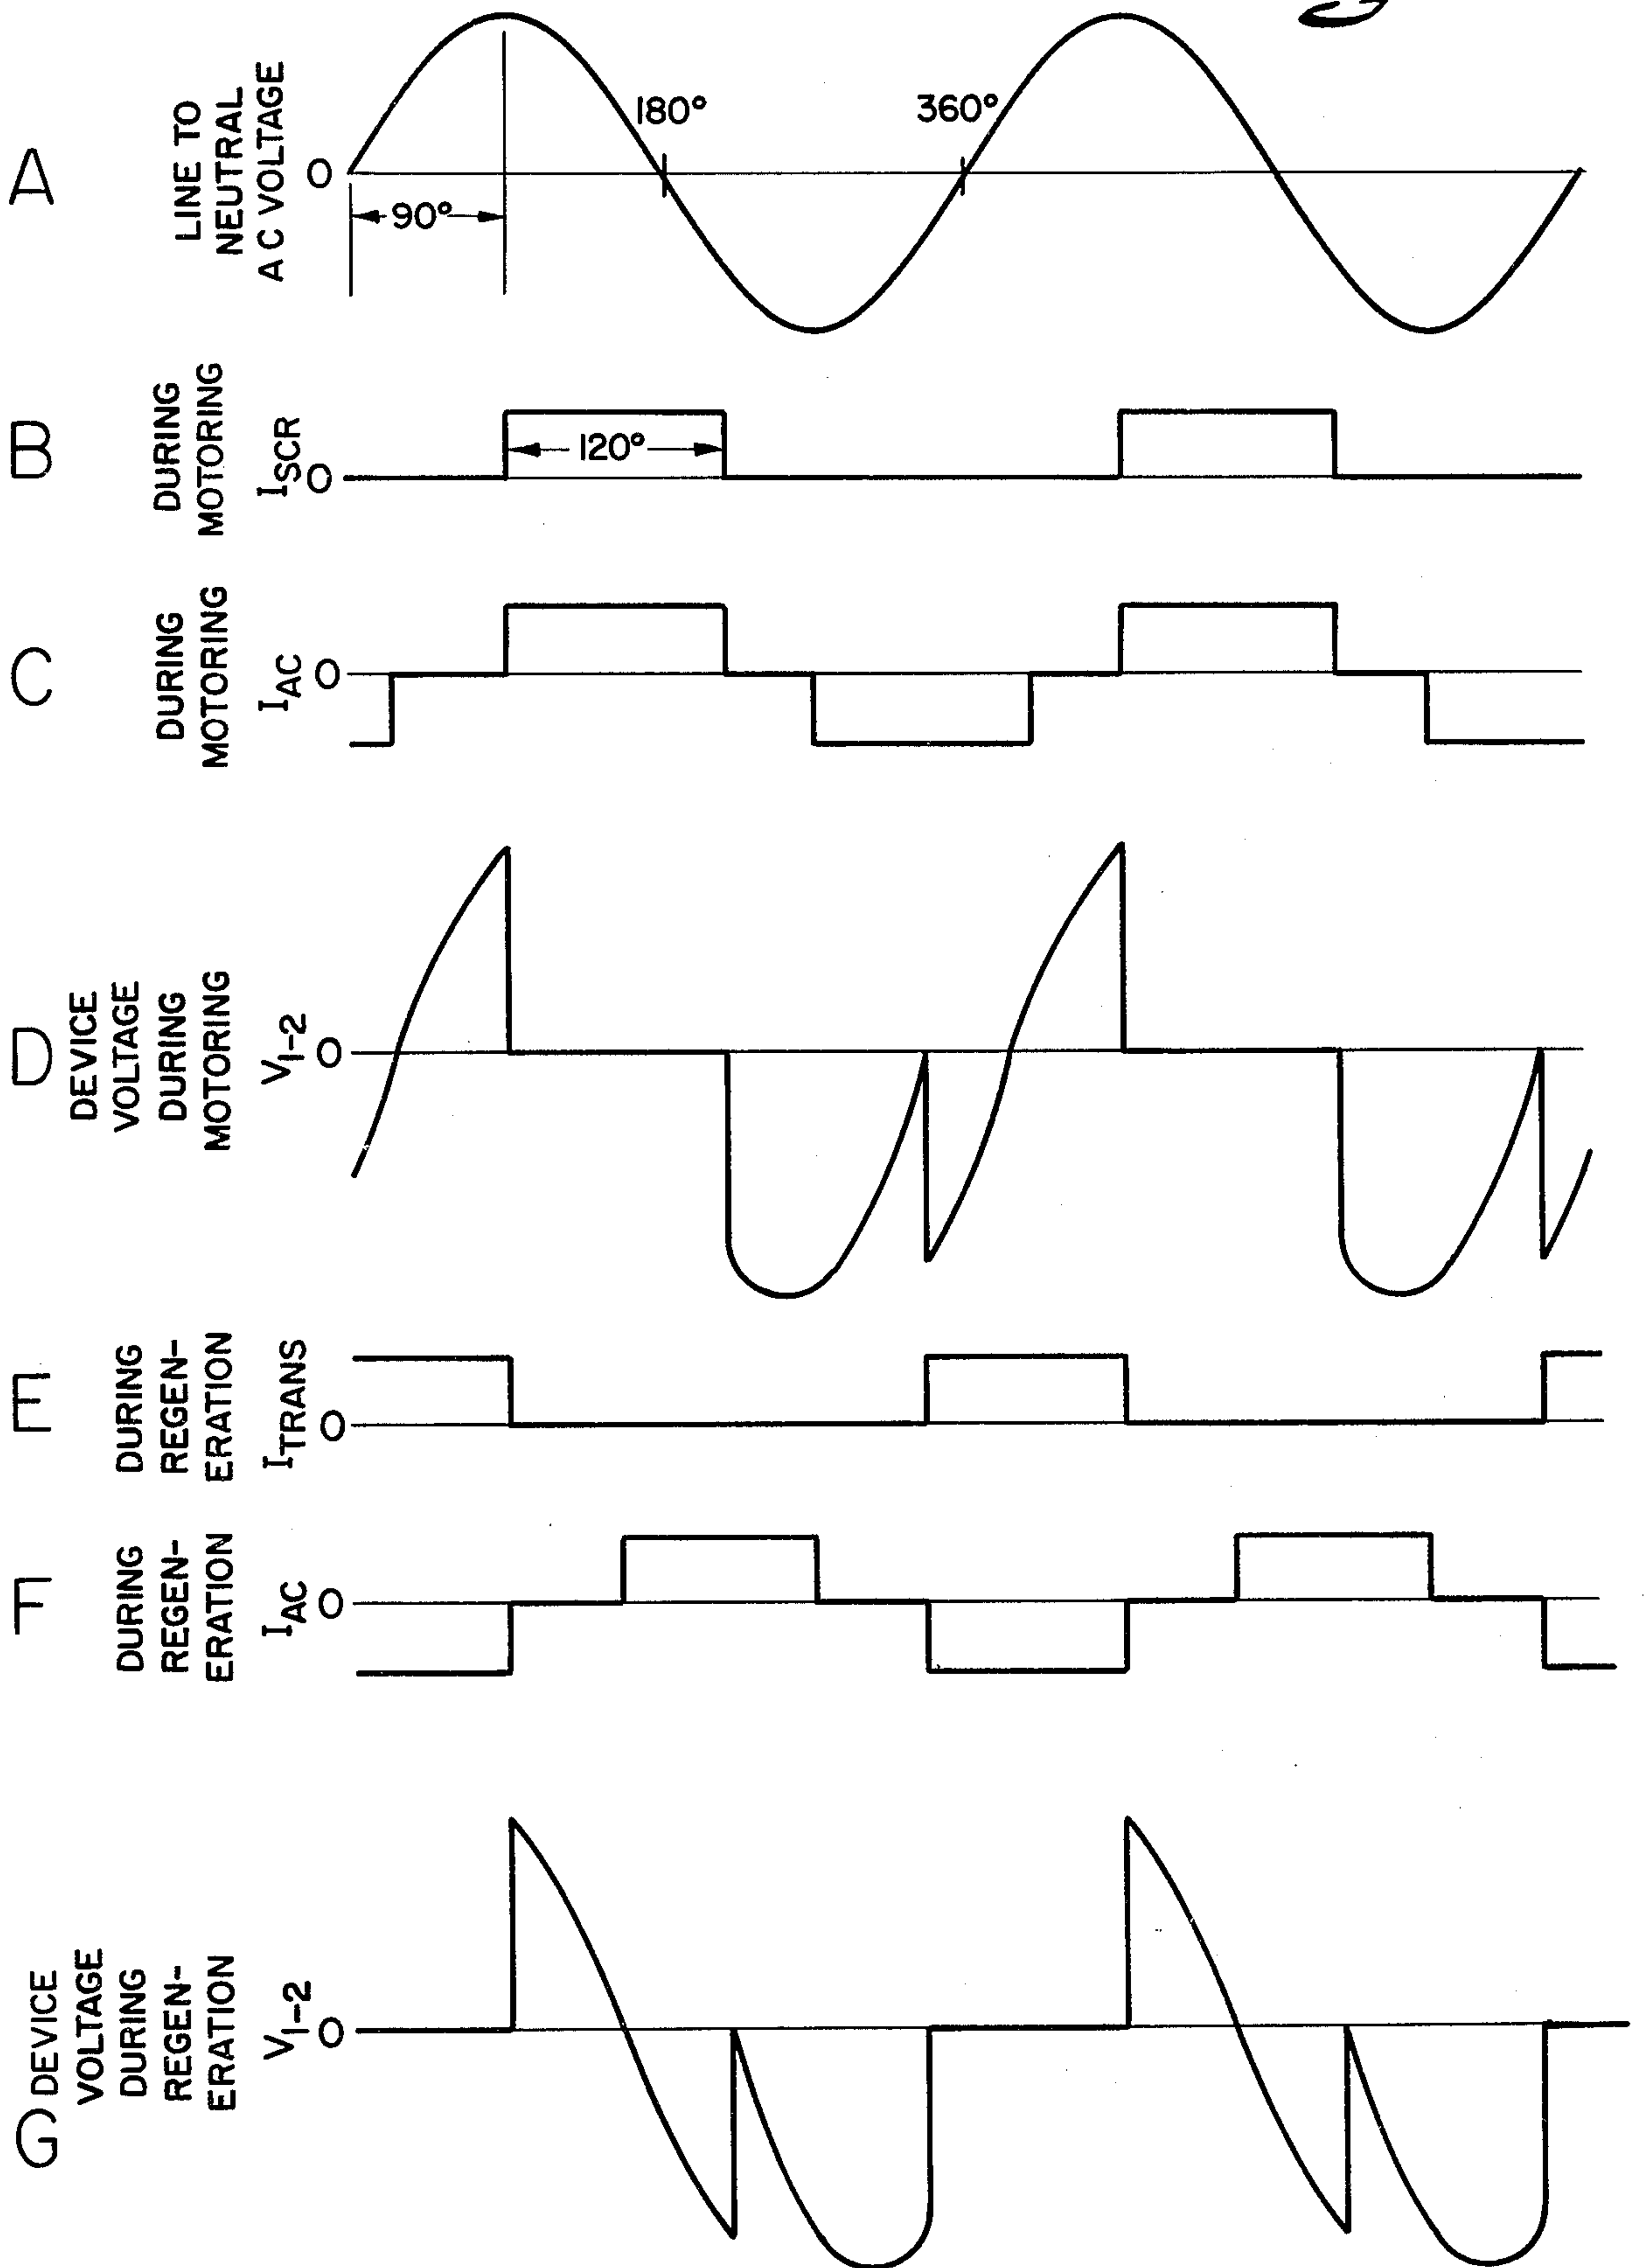 A
LINE TO
NEUTRAL
AC VOLTAGE
0
90°
180°
360°
B
DURING
MOTORING
ISCR
0
120°
C
DURING
MOTORING
IAC
0
D
DEVICE
VOLTAGE
DURING
MOTORING
V1-2
0
E
DURING
REGEN-
ERATION
ITRANS
0
F
DURING
REGEN-
ERATION
IAC
0
G
DEVICE
VOLTAGE
DURING
REGEN-
ERATION
V1-2
0